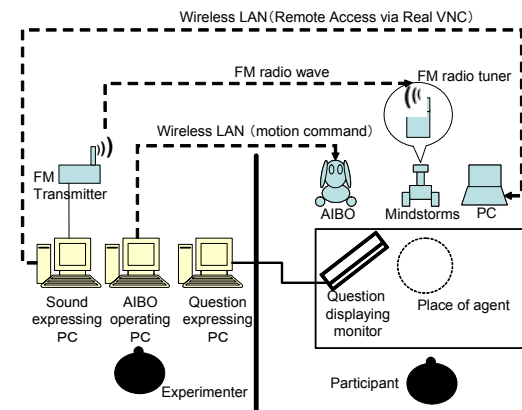 Wireless LAN(Remote Access via Real VNC)
FM radio wave
FM radio tuner
Wireless LAN (motion command)
FM
Transmitter
AIBO
Mindstorms
PC
Sound
expressing
PC
AIBO
operating
PC
Question
expressing
PC
Question
displaying
monitor
Place of agent
Experimenter
Participant